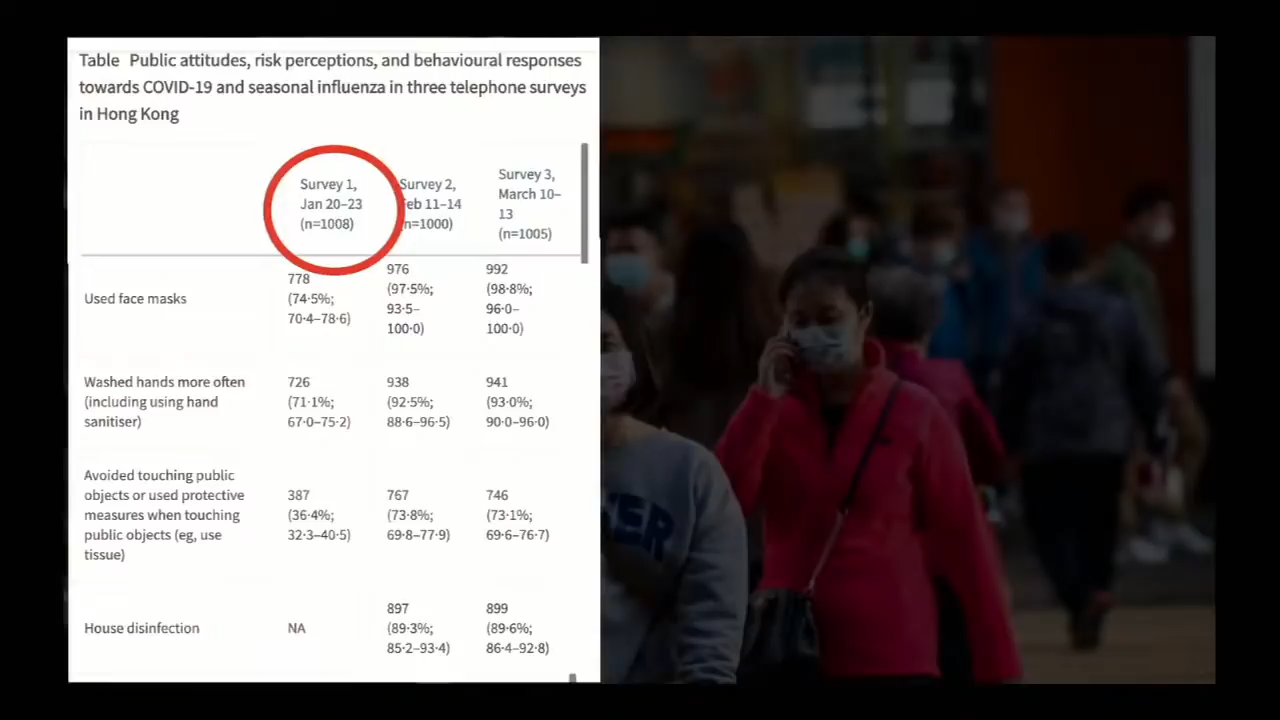 Table Public attitudes, risk perceptions, and behavioural responses
towards COVID-19 and seasonal influenza in three telephone surveys
in Hong Kong
Survey 1,
Jan 20–23
(n=1008)
Survey 2,
Feb 11–14
(n=1000)
Survey 3,
March 10–
13
(n=1005)
Used face masks
778
(74·5%;
70·4–78·6)
976
(97·5%;
93·5–
100·0)
992
(98·8%;
96·0–
100·0)
Washed hands more often
(including using hand
sanitiser)
726
(71·1%;
67·0–75·2)
938
(92·5%;
88·6–96·5)
941
(93·0%;
90·0–96·0)
Avoided touching public
objects or used protective
measures when touching
public objects (eg, use
tissue)
387
(36·4%;
32·3–40·5)
767
(73·8%;
69·8–77·9)
746
(73·1%;
69·6–76·7)
House disinfection
NA
897
(89·3%;
85·2–93·4)
899
(89·6%;
86·4–92·8)